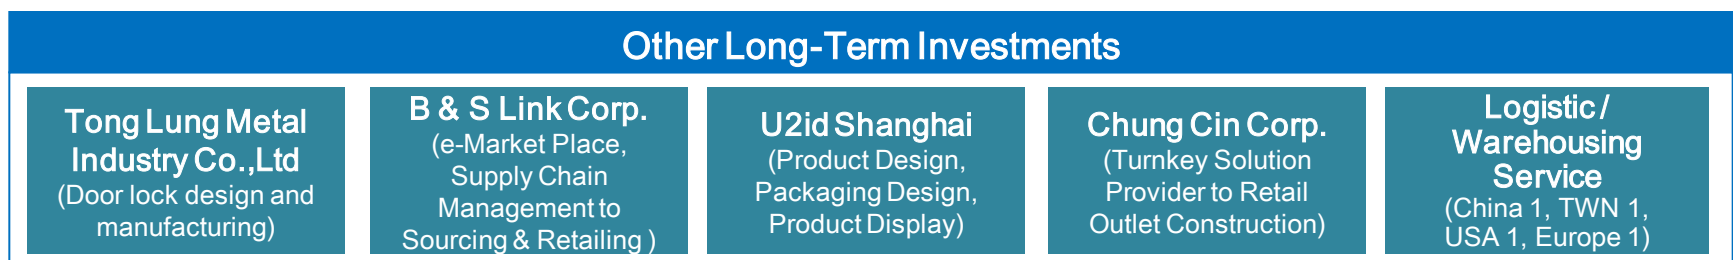 Other Long-Term Investments
Tong Lung Metal
Industry Co.,Ltd
(Door lock design and
manufacturing)
B & S Link Corp.
(e-Market Place,
Supply Chain
Management to
Sourcing & Retailing )
U2id Shanghai
(Product Design,
Packaging Design,
Product Display)
Chung Cin Corp.
(Turnkey Solution
Provider to Retail
Outlet Construction)
Logistic /
Warehousing
Service
(China 1, TWN 1,
USA 1, Europe 1)